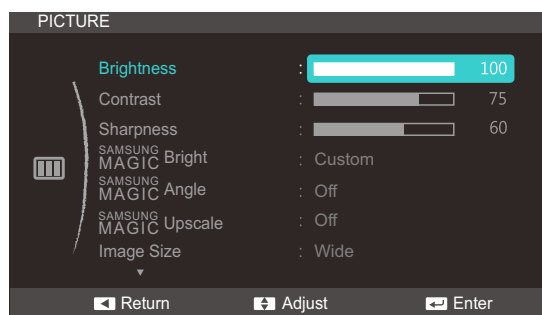 PICTURE
Brightness : 100
Contrast : 75
Sharpness : 60
SAMSUNG MAGIC Bright : Custom
SAMSUNG MAGIC Angle : Off
SAMSUNG MAGIC Upscale : Off
Image Size : Wide
Return Adjust Enter